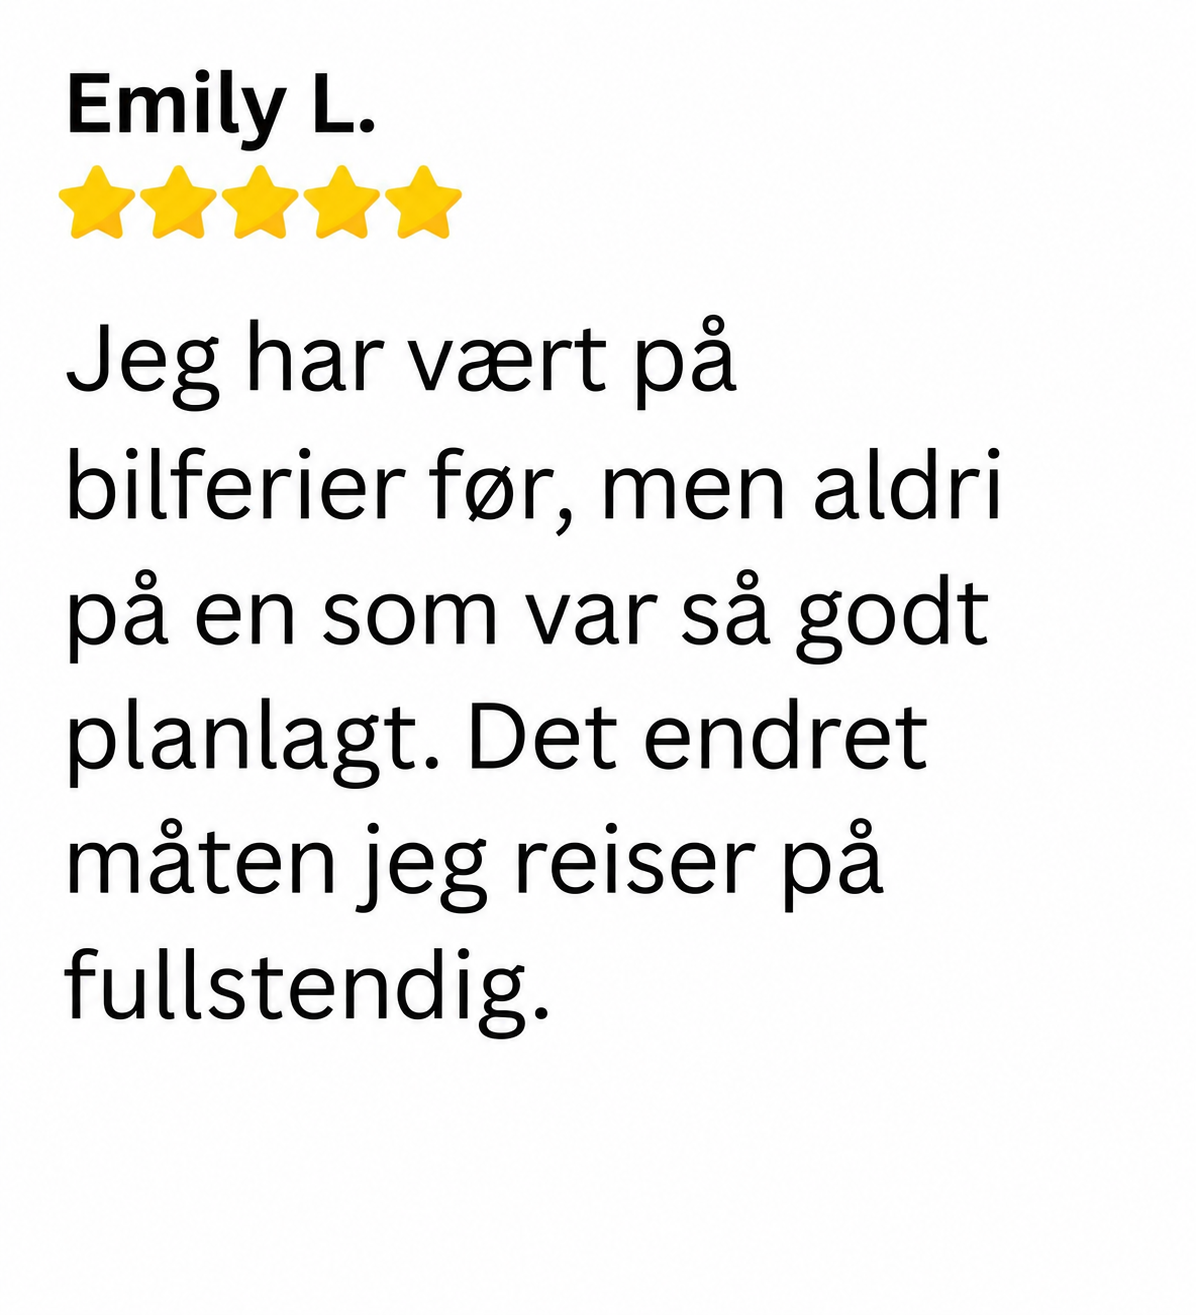 Emily L.
Jeg har vært på
bilferier før, men aldri
på en som var så godt
planlagt. Det endret
måten jeg reiser på
fullstendig.